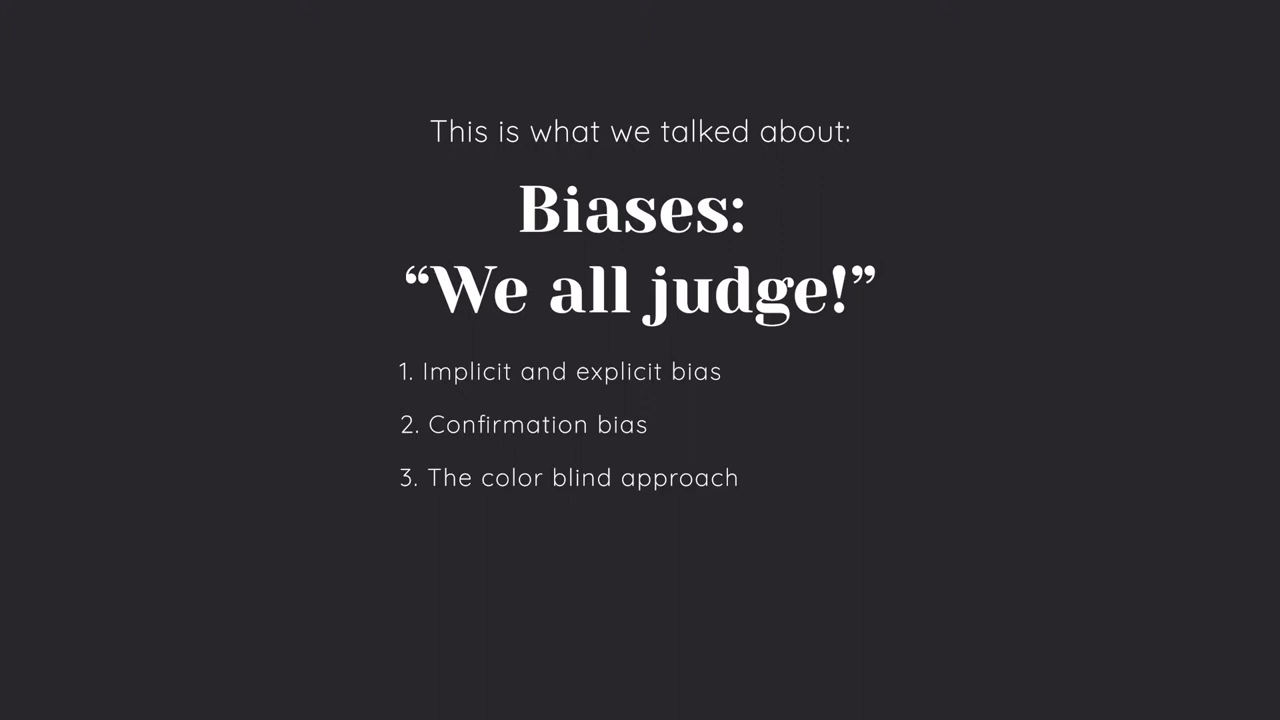 This is what we talked about:
Biases:
“We all judge!”
1. Implicit and explicit bias
2. Confirmation bias
3. The color blind approach